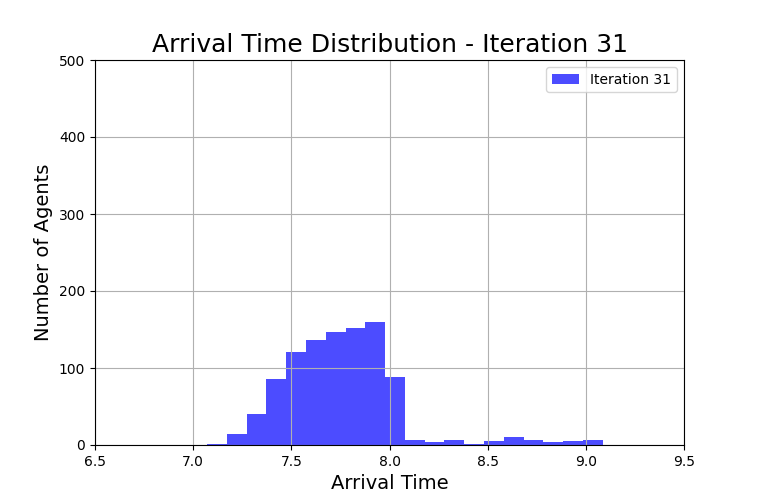 Arrival Time Distribution - Iteration 31
500
Iteration 31
400
300
Number of Agents
200
100
0
6.5 7.0 7.5 8.0 8.5 9.0 9.5
Arrival Time